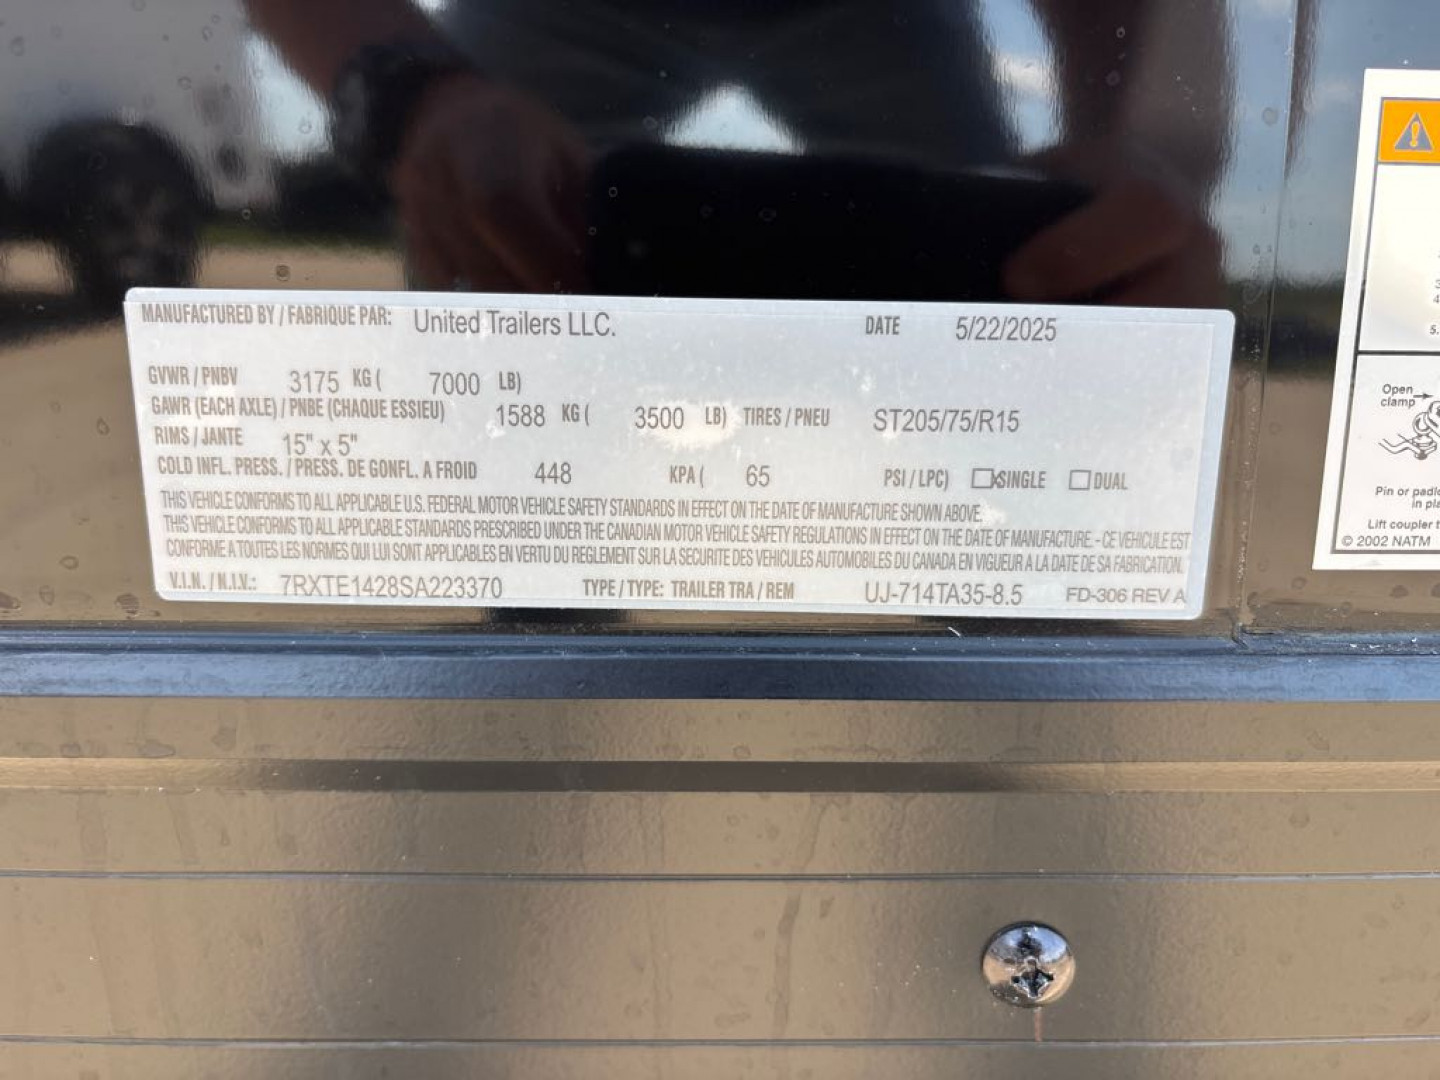 MANUFACTURED BY / FABRIQUE PAR: United Trailers LLC. DATE 5/22/2025
GVWR / PNBV 3175 KG ( 7000 LB)
GAWR (EACH AXLE) / PNBE (CHAQUE ESSIEU) 1588 KG ( 3500 LB) TIRES / PNEU ST205/75/R15
RIMS / JANTE 15" x 5"
COLD INFL. PRESS. / PRESS. DE GONFL. A FROID 448 KPA ( 65 PSI / LPC) x SINGLE DUAL
THIS VEHICLE CONFORMS TO ALL APPLICABLE U.S. FEDERAL MOTOR VEHICLE SAFETY STANDARDS IN EFFECT ON THE DATE OF MANUFACTURE SHOWN ABOVE.
THIS VEHICLE CONFORMS TO ALL APPLICABLE STANDARDS PRESCRIBED UNDER THE CANADIAN MOTOR VEHICLE SAFETY REGULATIONS IN EFFECT ON THE DATE OF MANUFACTURE. - CE VEHICULE EST
CONFORME A TOUTES LES NORMES QUI LUI SONT APPLICABLES EN VERTU DU REGLEMENT SUR LA SECURITE DES VEHICULES AUTOMOBILES DU CANADA EN VIGUEUR A LA DATE DE SA FABRICATION.
V.I.N. / N.I.V.: 7RXTE1428SA223370 TYPE / TYPE: TRAILER TRA / REM UJ-714TA35-8.5 FD-306 REV A
3
4
5.
Open
clamp
Pin or padlo
in pla
Lift coupler t
© 2002 NATM